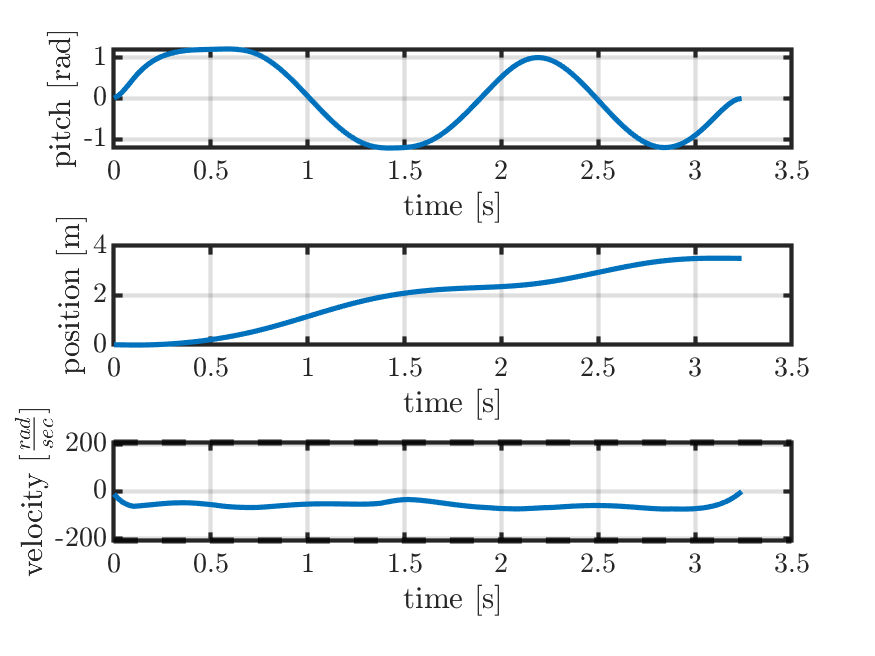 pitch [rad]
1
0
-1
0 0.5 1 1.5 2 2.5 3 3.5
time [s]
position [m]
4
2
0
0 0.5 1 1.5 2 2.5 3 3.5
time [s]
velocity [rad/sec]
200
0
-200
0 0.5 1 1.5 2 2.5 3 3.5
time [s]